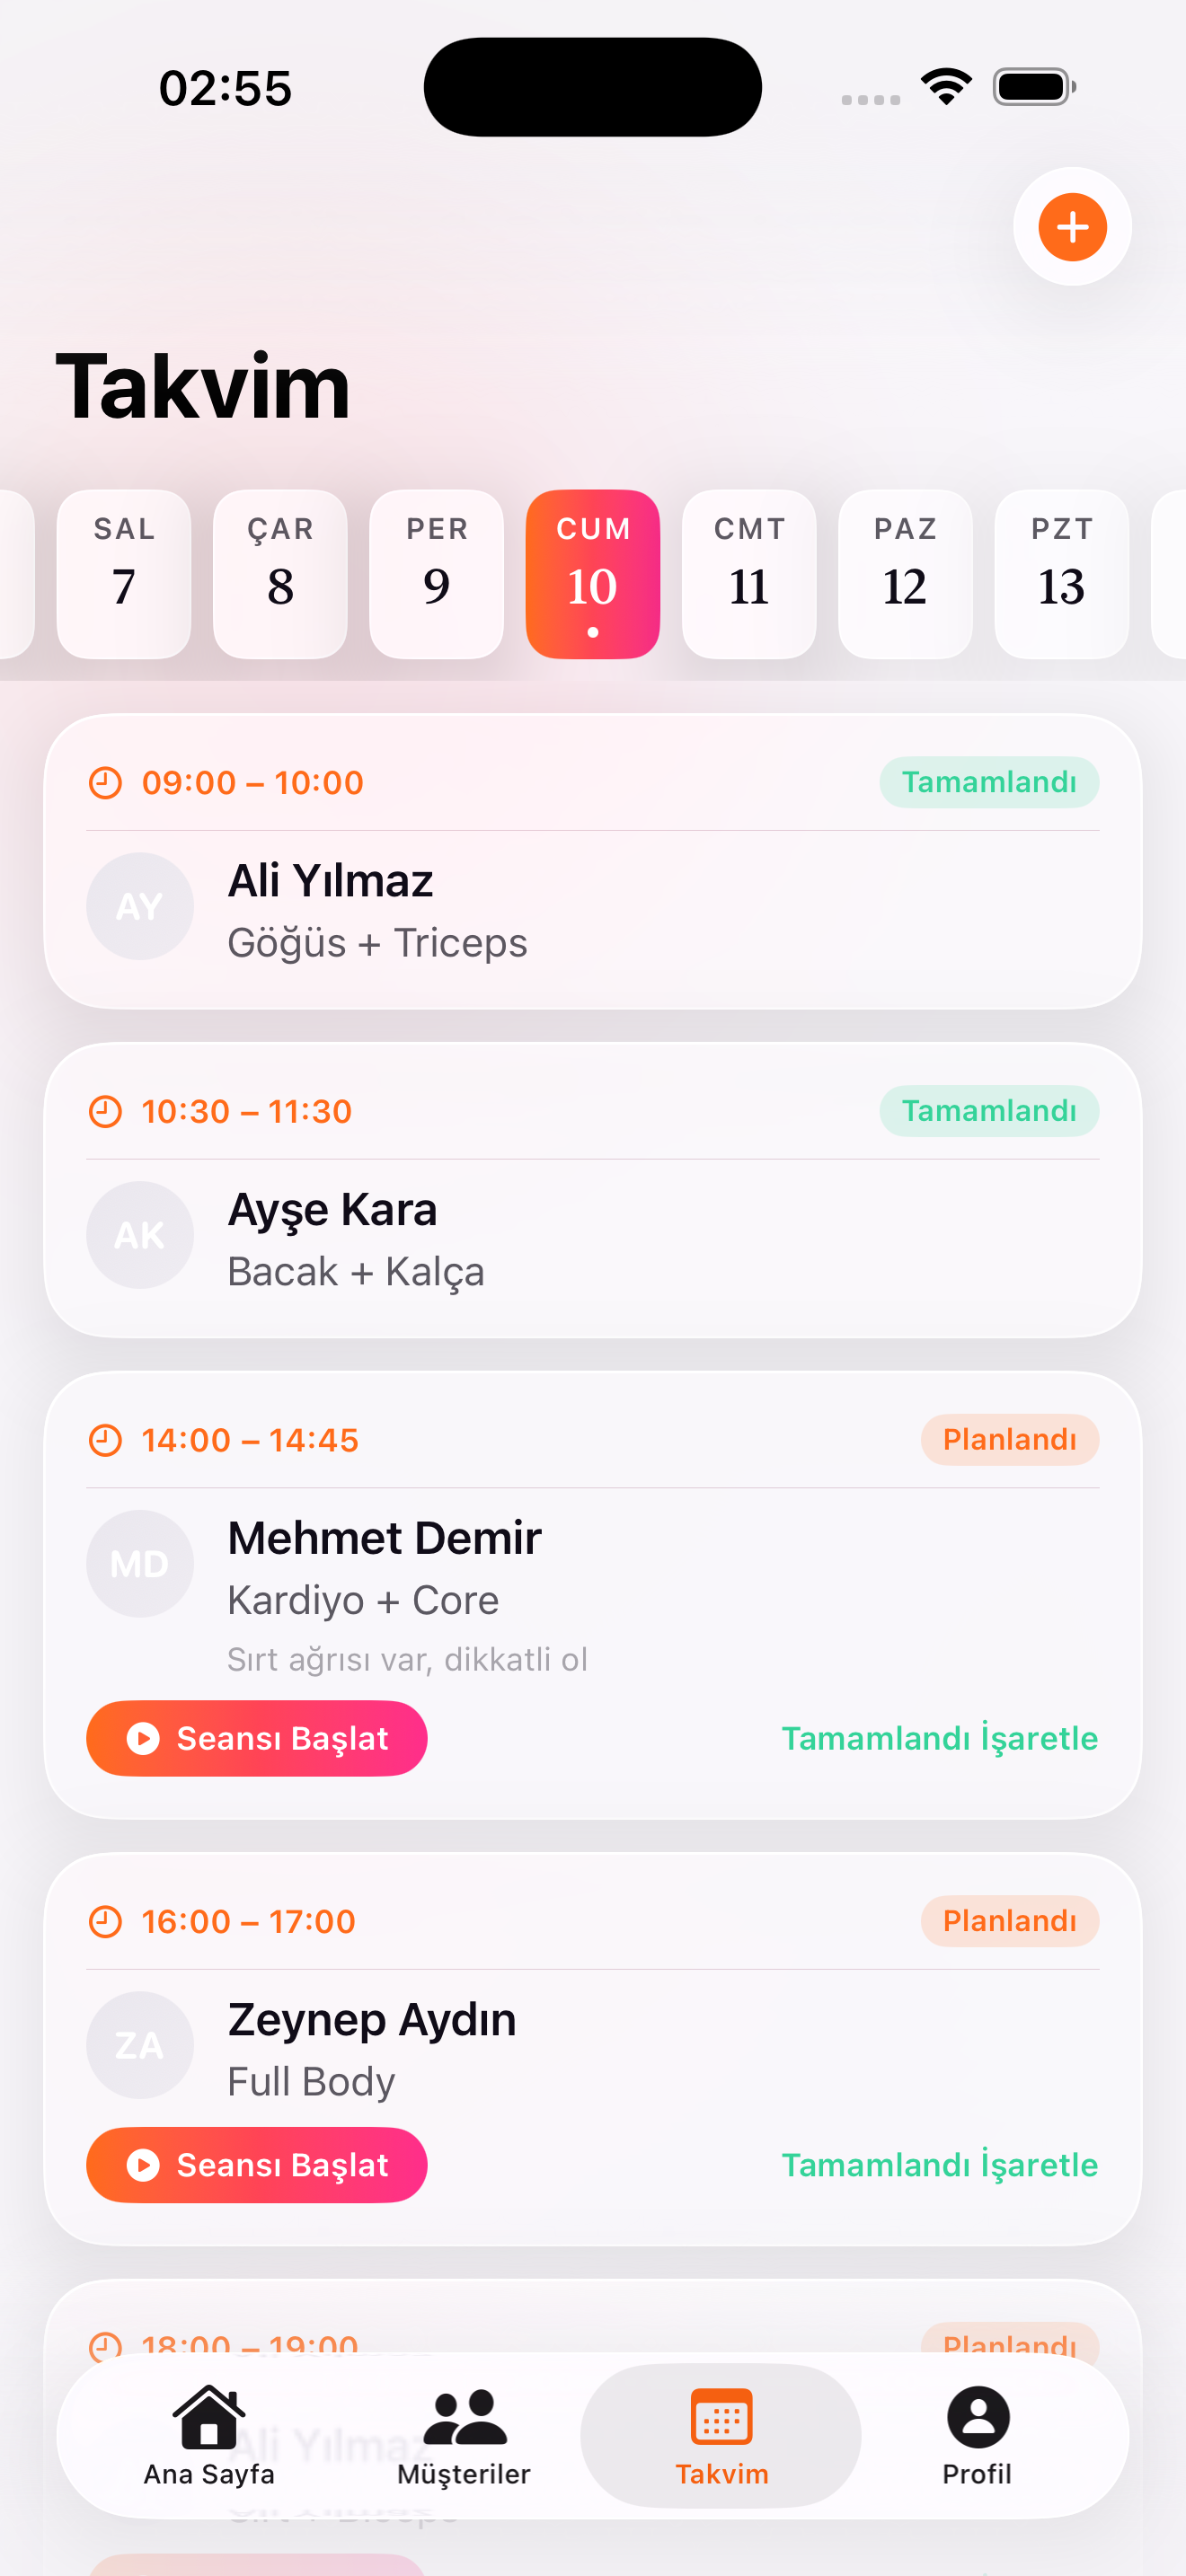 02:55
Takvim
SAL ÇAR PER CUM CMT PAZ PZT
7 8 9 10 11 12 13
09:00 – 10:00 Tamamlandı
AY Ali Yılmaz
Göğüs + Triceps
10:30 – 11:30 Tamamlandı
AK Ayşe Kara
Bacak + Kalça
14:00 – 14:45 Planlandı
MD Mehmet Demir
Kardiyo + Core
Sırt ağrısı var, dikkatli ol
Seansı Başlat Tamamlandı İşaretle
16:00 – 17:00 Planlandı
ZA Zeynep Aydın
Full Body
Seansı Başlat Tamamlandı İşaretle
18:00 – 19:00 Planlandı
Ali Yılmaz
Ana Sayfa Müşteriler Takvim Profil